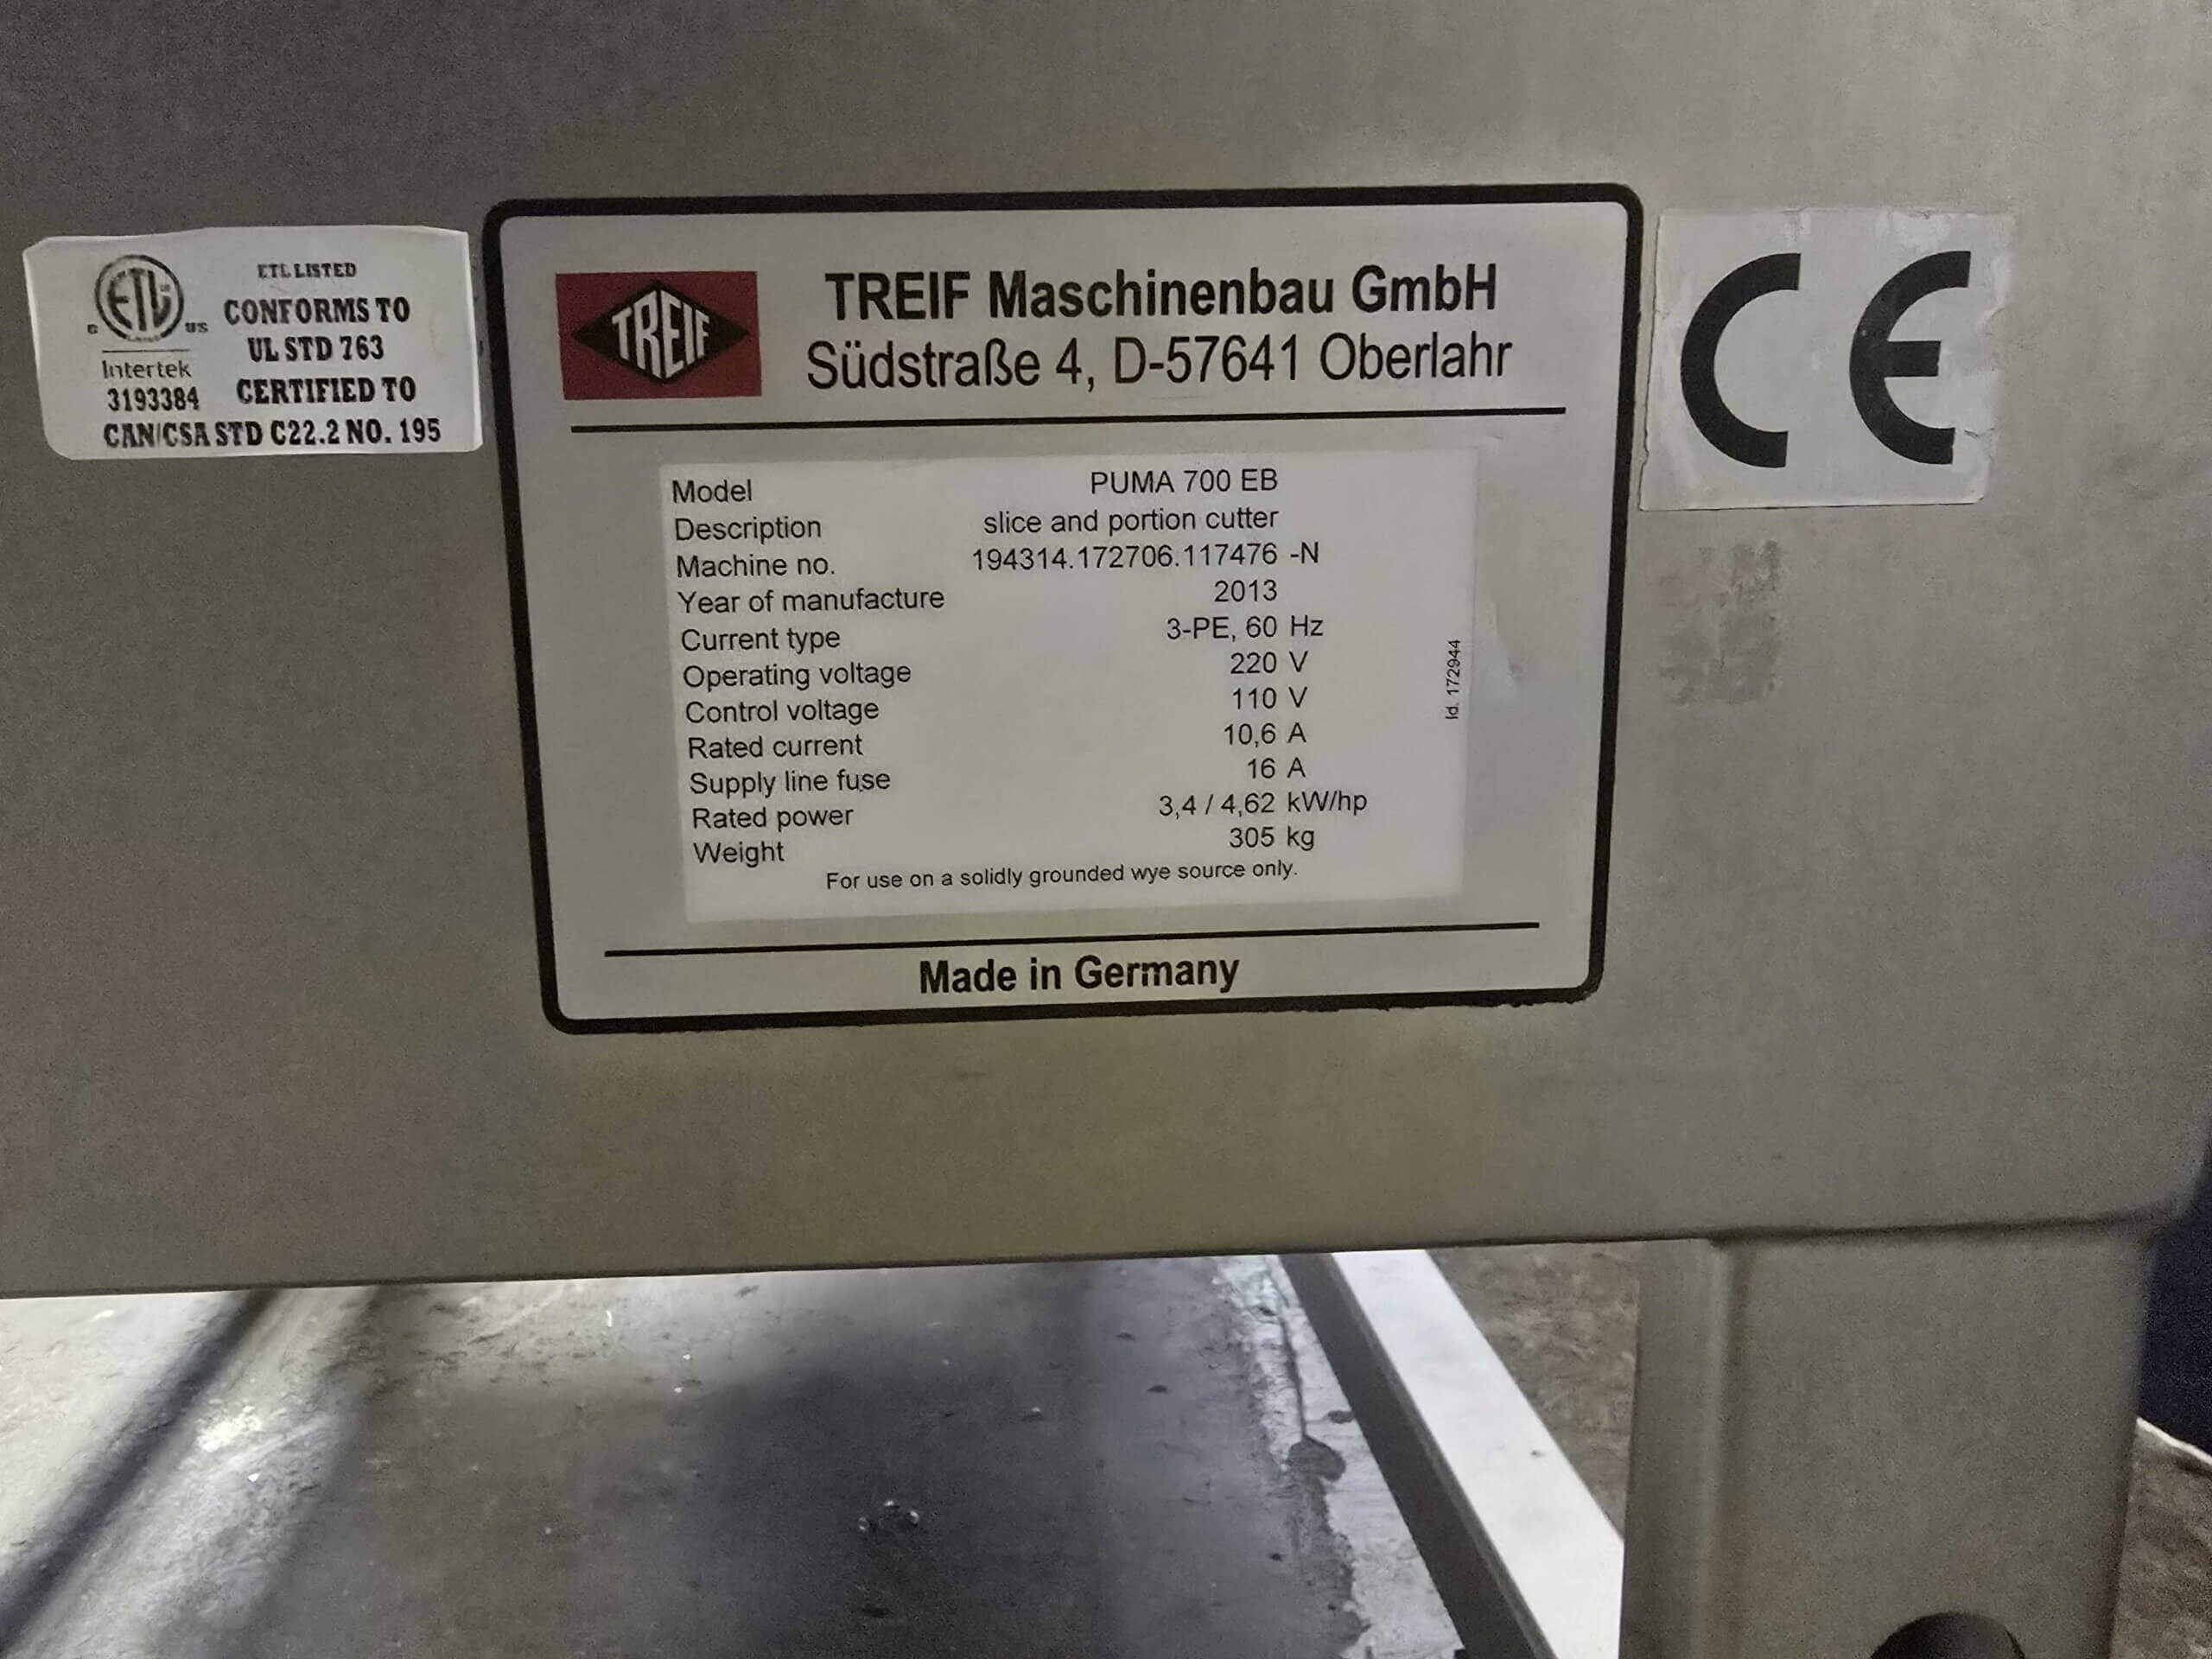 ETL LISTED
CONFORMS TO
UL STD 763
CERTIFIED TO
CAN/CSA STD C22.2 NO. 195
C ETL US
Intertek
3193384
TREIF
TREIF Maschinenbau GmbH
Südstraße 4, D-57641 Oberlahr
Model PUMA 700 EB
Description slice and portion cutter
Machine no. 194314.172706.117476 -N
Year of manufacture 2013
Current type 3-PE, 60 Hz
Operating voltage 220 V
Control voltage 110 V
Rated current 10,6 A
Supply line fuse 16 A
Rated power 3,4 / 4,62 kW/hp
Weight 305 kg
For use on a solidly grounded wye source only.
Id. 172944
Made in Germany
CE